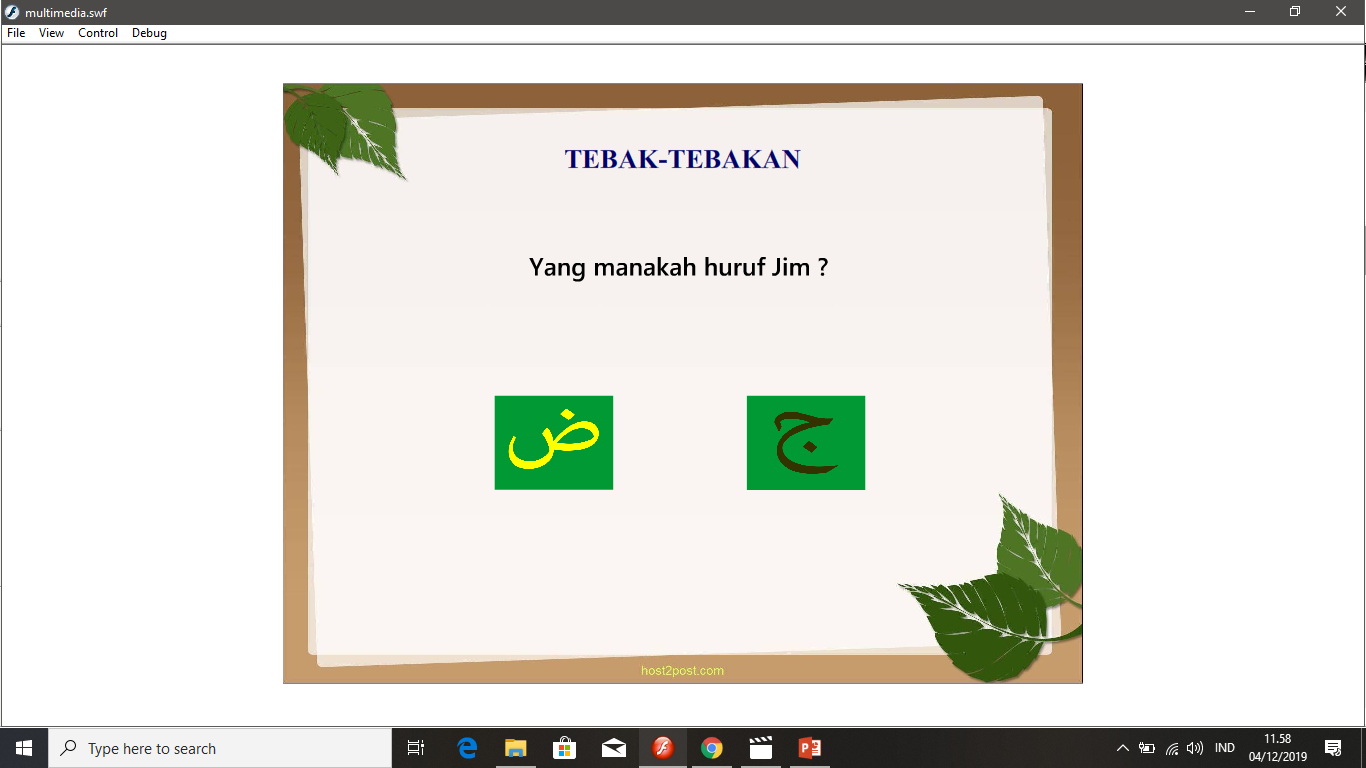 multimedia.swf
File View Control Debug
TEBAK-TEBAKAN
Yang manakah huruf Jim ?
ض ج
host2post.com
Type here to search
IND
11.58
04/12/2019